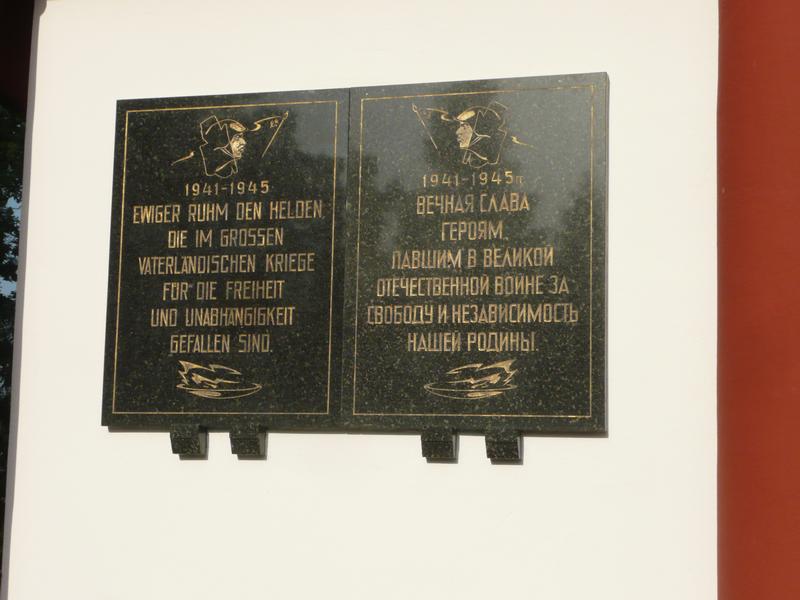 1941-1945
EWIGER RUHM DEN HELDEN
DIE IM GROSSEN
VATERLÄNDISCHEN KRIEGE
FÖR DIE FREIHEIT
UND UNABHÄNGIGKEIT
GEFALLEN SIND.
1941-1945гг.
ВЕЧНАЯ СЛАВА
ГЕРОЯМ,
ПАВШИМ В ВЕЛИКОЙ
ОТЕЧЕСТВЕННОЙ ВОЙНЕ ЗА
СВОБОДУ И НЕЗАВИСИМОСТЬ
НАШЕЙ РОДИНЫ.